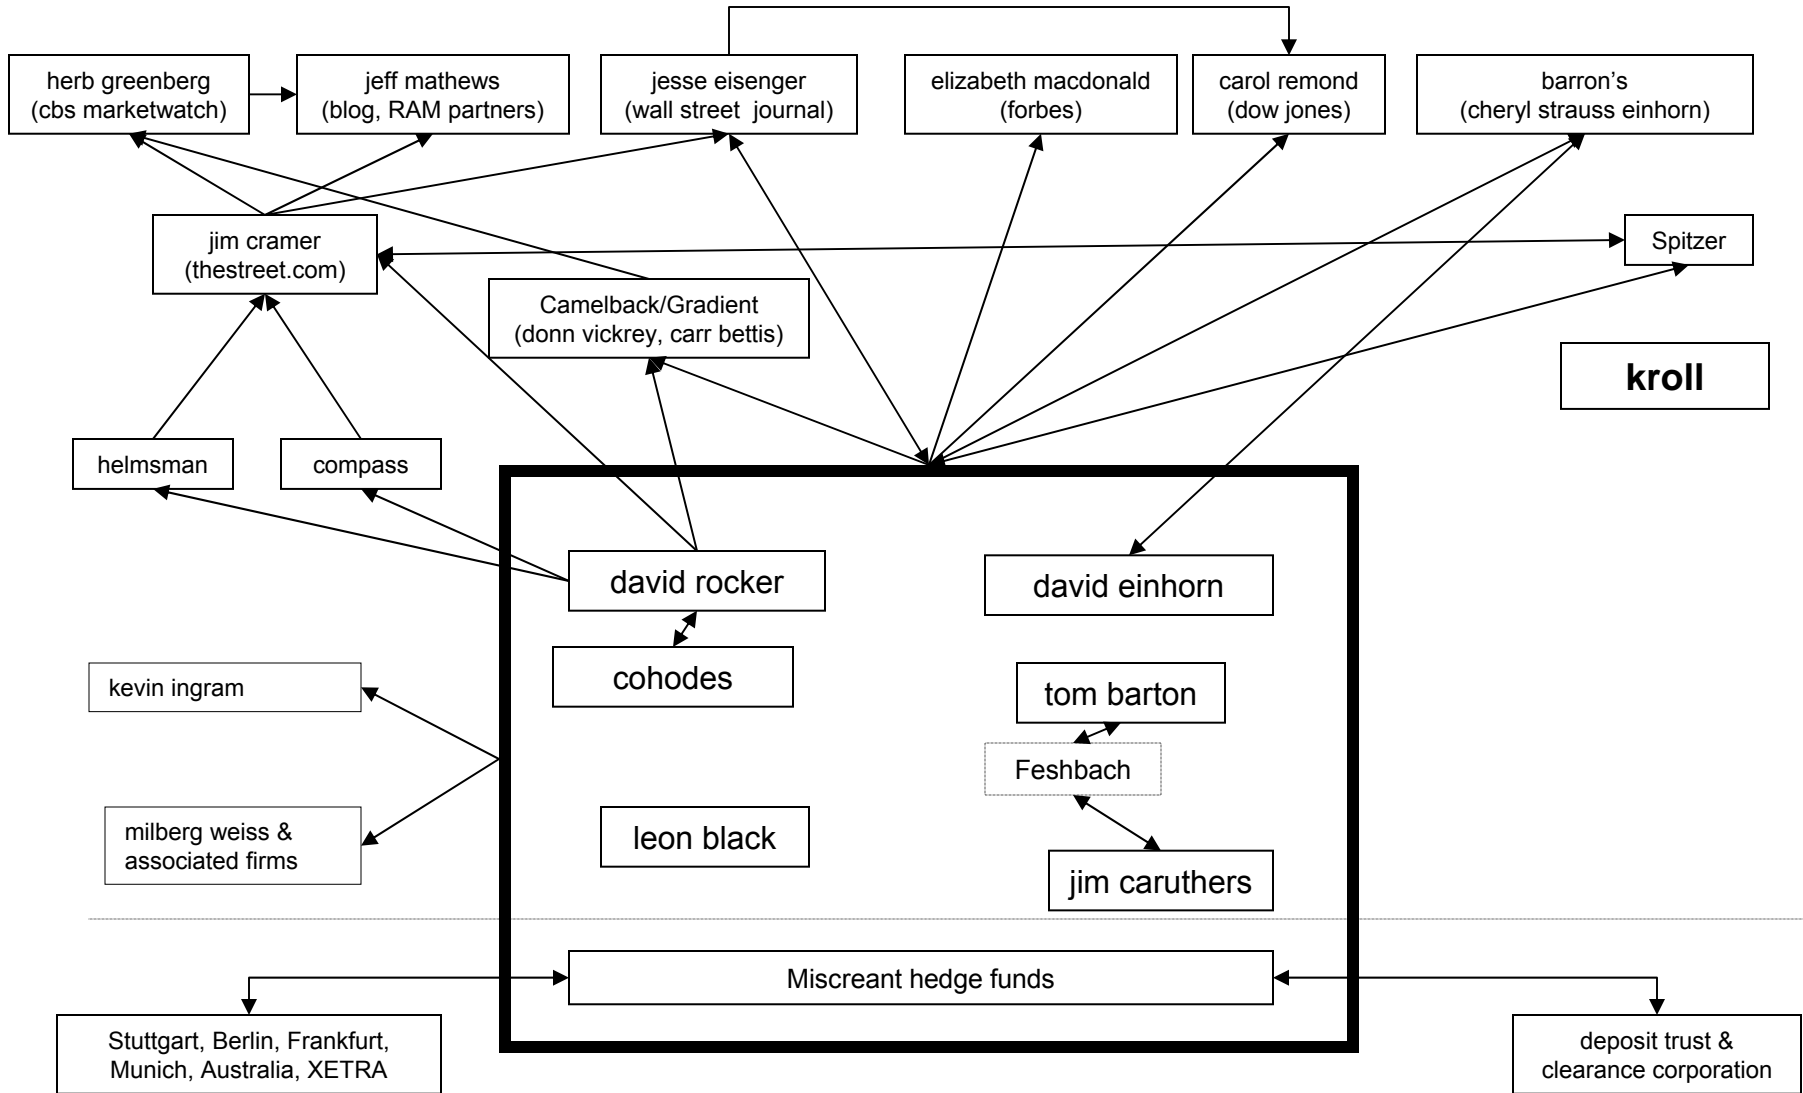 herb greenberg
(cbs marketwatch)
jeff mathews
(blog, RAM partners)
jesse eisenger
(wall street journal)
elizabeth macdonald
(forbes)
carol remond
(dow jones)
barron’s
(cheryl strauss einhorn)
jim cramer
(thestreet.com)
Spitzer
Camelback/Gradient
(donn vickrey, carr bettis)
kroll
helmsman
compass
david rocker
david einhorn
cohodes
kevin ingram
tom barton
Feshbach
milberg weiss &
associated firms
leon black
jim caruthers
Miscreant hedge funds
Stuttgart, Berlin, Frankfurt,
Munich, Australia, XETRA
deposit trust &
clearance corporation